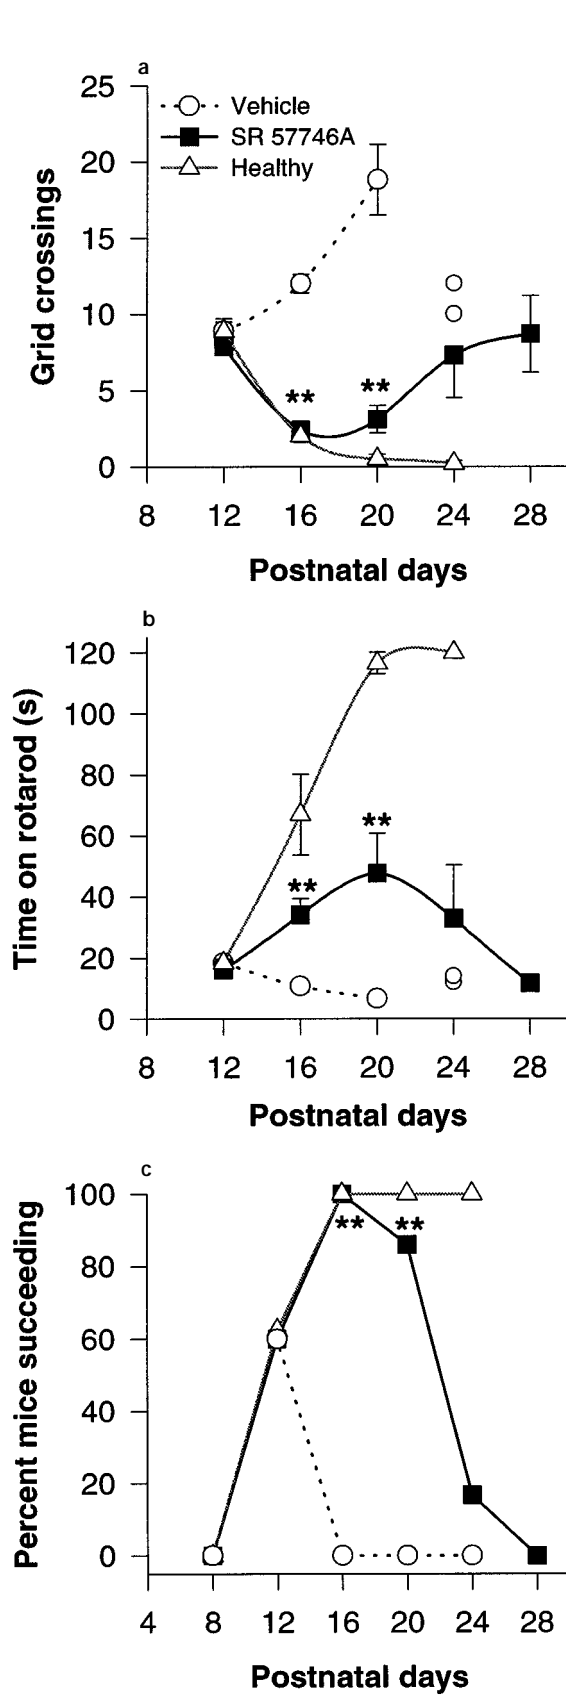 a
25
Vehicle
SR 57746A
20
Healthy
15
10
5
0
Grid crossings
** **
8 12 16 20 24 28
Postnatal days
b
120
100
80
60
40
20
0
Time on rotarod (s)
**
**
8 12 16 20 24 28
Postnatal days
c
100
80
60
40
20
0
Percent mice succeeding
** **
4 8 12 16 20 24 28
Postnatal days